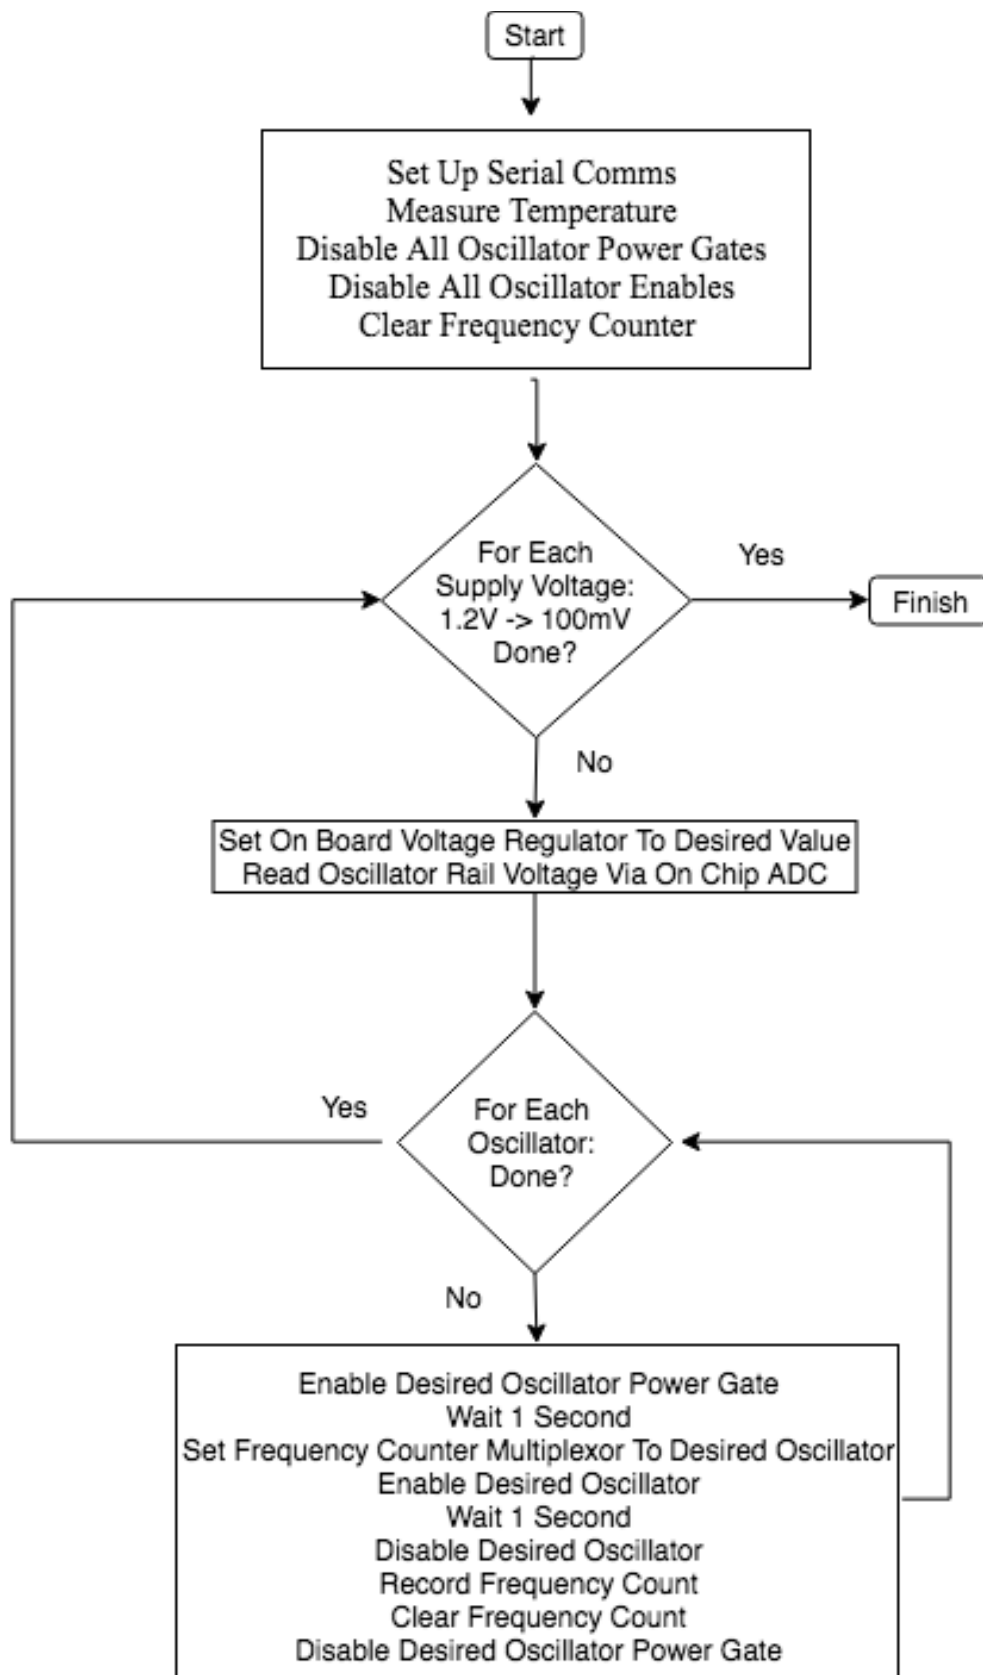 Start
Set Up Serial Comms
Measure Temperature
Disable All Oscillator Power Gates
Disable All Oscillator Enables
Clear Frequency Counter
For Each
Supply Voltage:
1.2V -> 100mV
Done?
Yes
Finish
No
Set On Board Voltage Regulator To Desired Value
Read Oscillator Rail Voltage Via On Chip ADC
Yes
For Each
Oscillator:
Done?
No
Enable Desired Oscillator Power Gate
Wait 1 Second
Set Frequency Counter Multiplexor To Desired Oscillator
Enable Desired Oscillator
Wait 1 Second
Disable Desired Oscillator
Record Frequency Count
Clear Frequency Count
Disable Desired Oscillator Power Gate